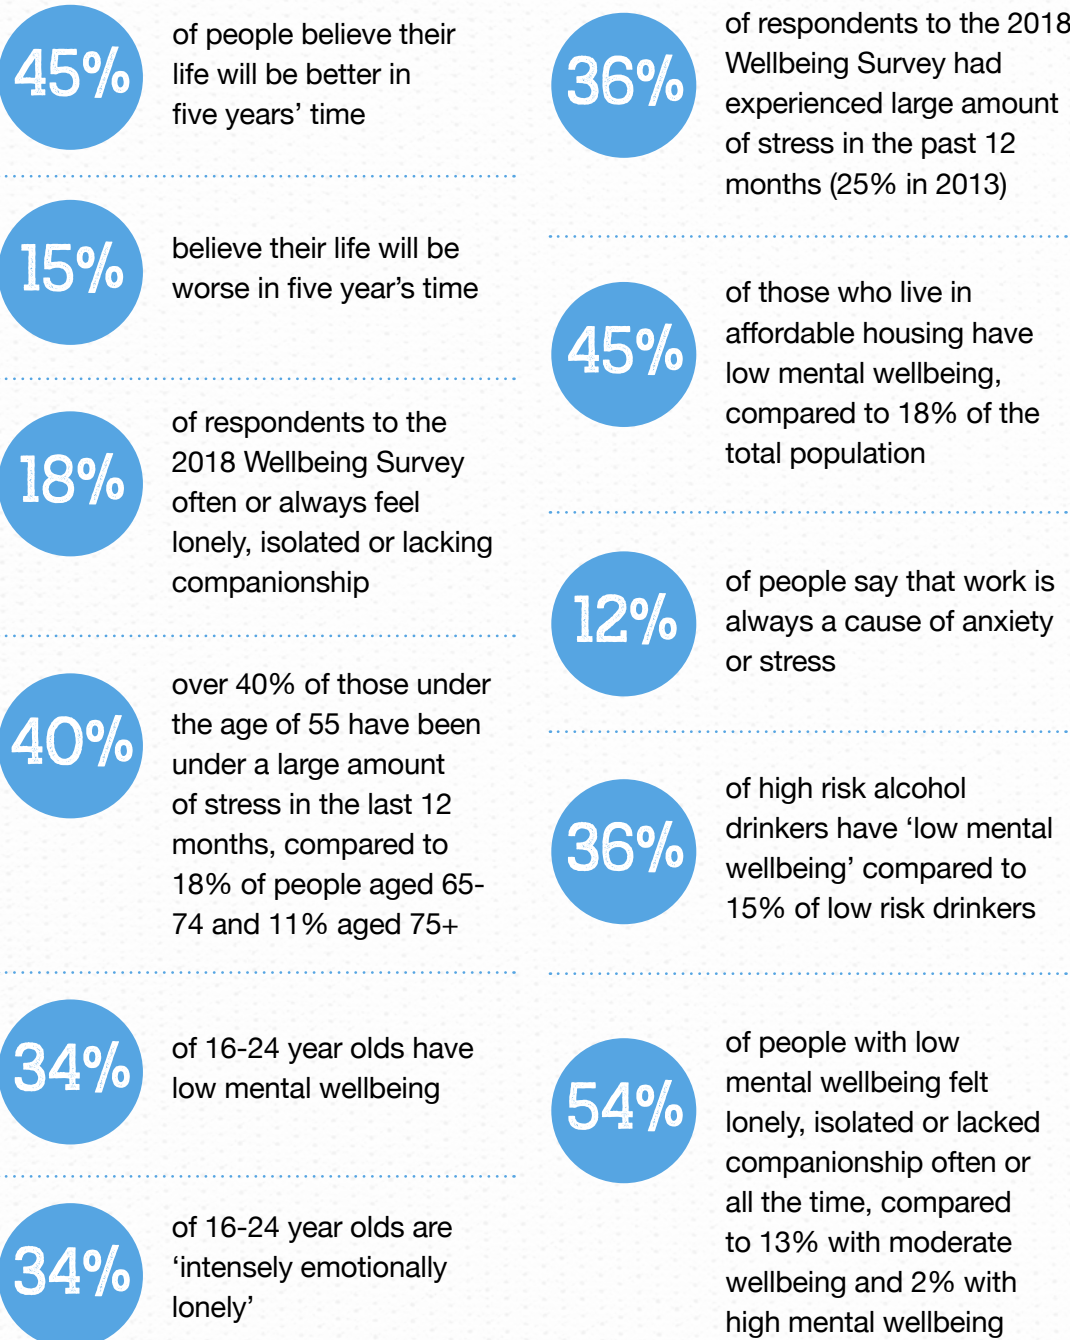 45%
of people believe their
life will be better in
five years’ time
15%
believe their life will be
worse in five year’s time
18%
of respondents to the
2018 Wellbeing Survey
often or always feel
lonely, isolated or lacking
companionship
40%
over 40% of those under
the age of 55 have been
under a large amount
of stress in the last 12
months, compared to
18% of people aged 65-
74 and 11% aged 75+
34%
of 16-24 year olds have
low mental wellbeing
34%
of 16-24 year olds are
‘intensely emotionally
lonely’
36%
of respondents to the 2018
Wellbeing Survey had
experienced large amount
of stress in the past 12
months (25% in 2013)
45%
of those who live in
affordable housing have
low mental wellbeing,
compared to 18% of the
total population
12%
of people say that work is
always a cause of anxiety
or stress
36%
of high risk alcohol
drinkers have ‘low mental
wellbeing’ compared to
15% of low risk drinkers
54%
of people with low
mental wellbeing felt
lonely, isolated or lacked
companionship often or
all the time, compared
to 13% with moderate
wellbeing and 2% with
high mental wellbeing